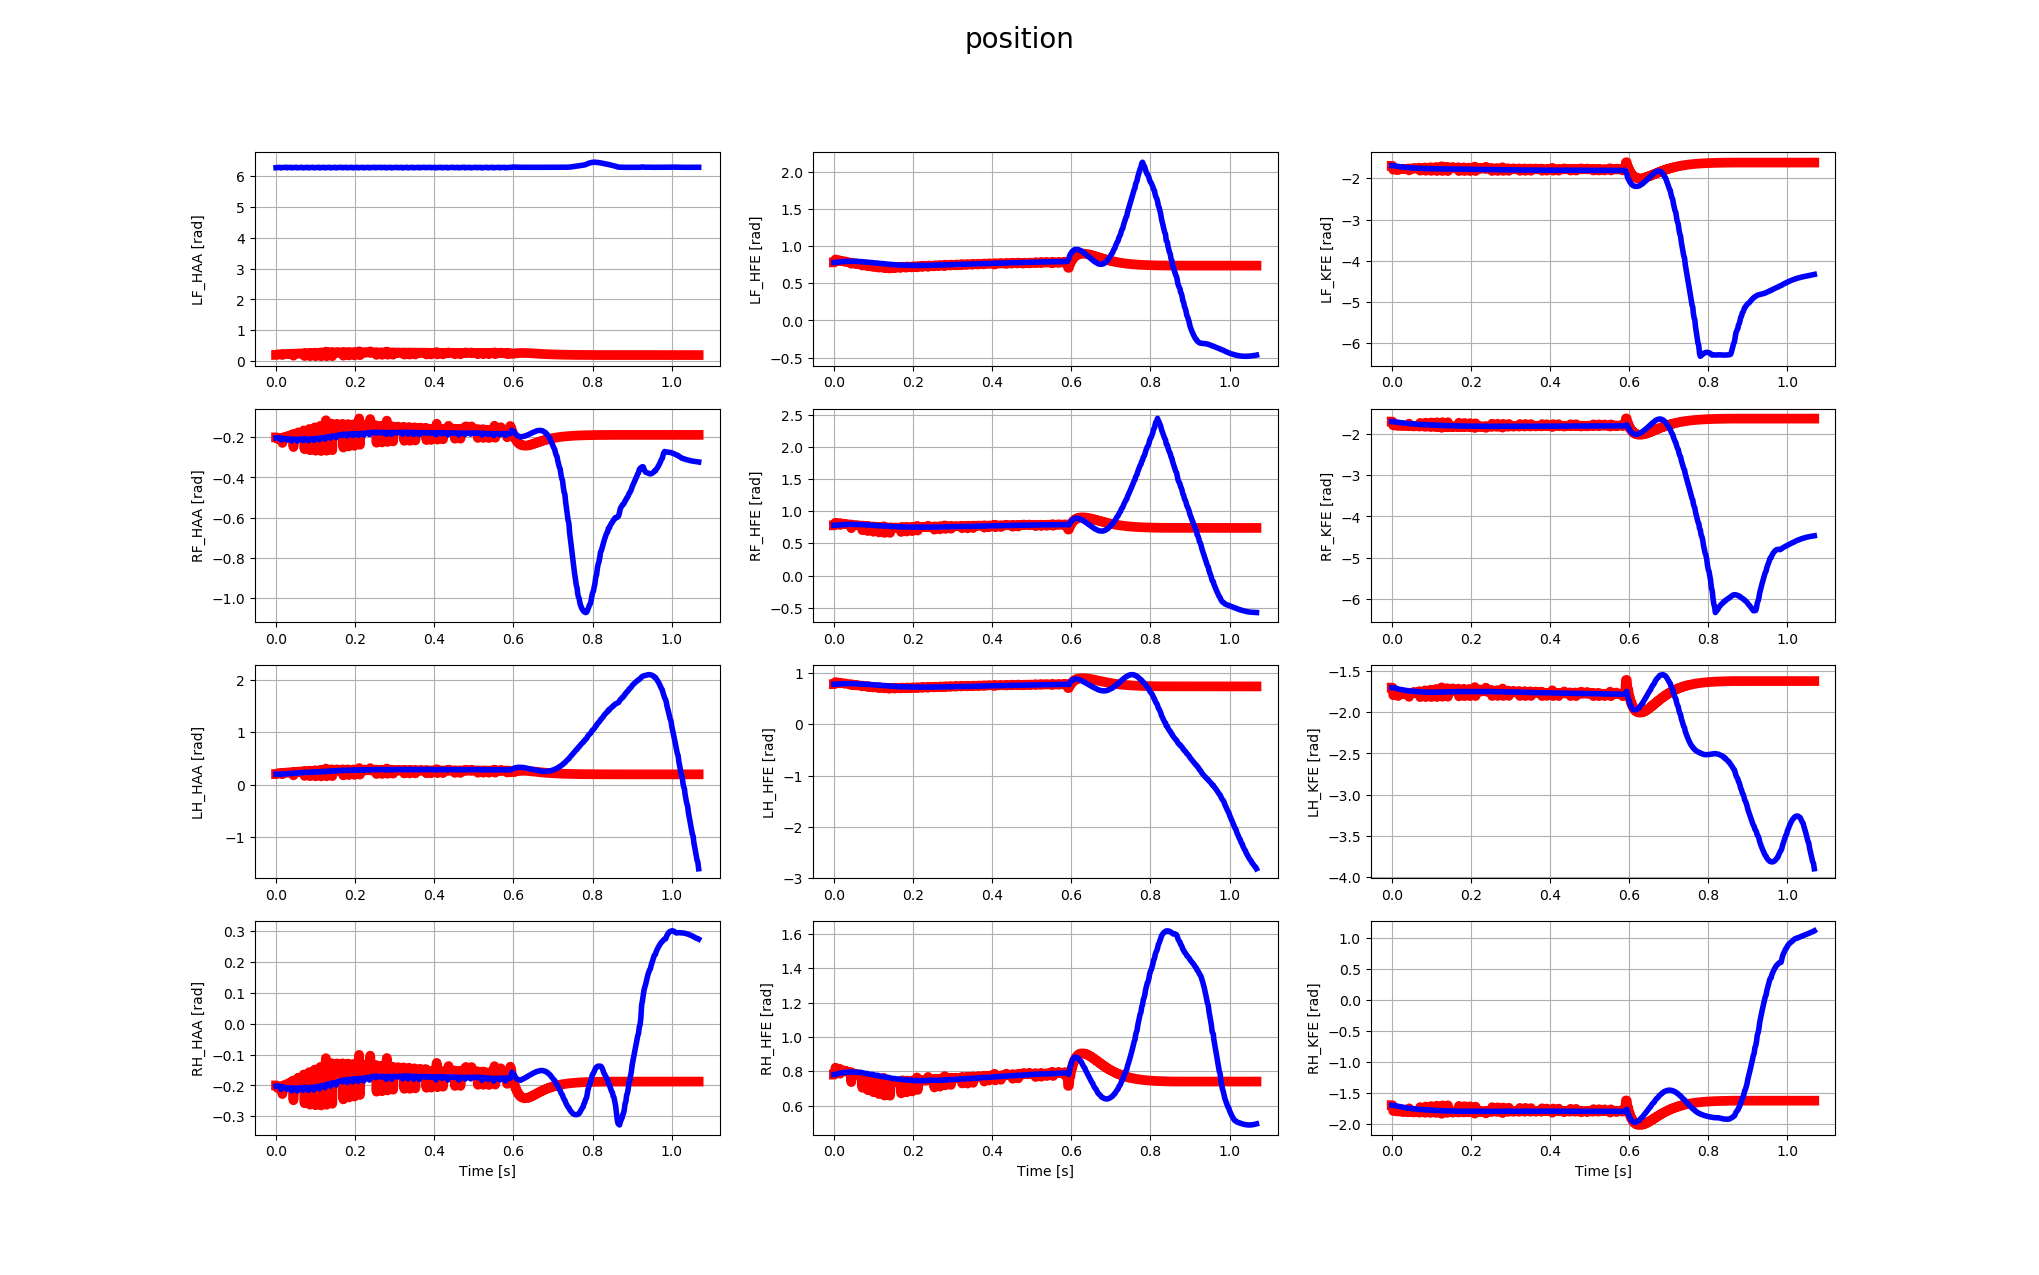 position
LF_HAA [rad]
6
5
4
3
2
1
0
0.0 0.2 0.4 0.6 0.8 1.0
LF_HFE [rad]
2.0
1.5
1.0
0.5
0.0
−0.5
0.0 0.2 0.4 0.6 0.8 1.0
LF_KFE [rad]
−2
−3
−4
−5
−6
0.0 0.2 0.4 0.6 0.8 1.0
RF_HAA [rad]
−0.2
−0.4
−0.6
−0.8
−1.0
0.0 0.2 0.4 0.6 0.8 1.0
RF_HFE [rad]
2.5
2.0
1.5
1.0
0.5
0.0
−0.5
0.0 0.2 0.4 0.6 0.8 1.0
RF_KFE [rad]
−2
−3
−4
−5
−6
0.0 0.2 0.4 0.6 0.8 1.0
LH_HAA [rad]
2
1
0
−1
0.0 0.2 0.4 0.6 0.8 1.0
LH_HFE [rad]
1
0
−1
−2
−3
0.0 0.2 0.4 0.6 0.8 1.0
LH_KFE [rad]
−1.5
−2.0
−2.5
−3.0
−3.5
−4.0
0.0 0.2 0.4 0.6 0.8 1.0
RH_HAA [rad]
0.3
0.2
0.1
0.0
−0.1
−0.2
−0.3
0.0 0.2 0.4 0.6 0.8 1.0
Time [s]
RH_HFE [rad]
1.6
1.4
1.2
1.0
0.8
0.6
0.0 0.2 0.4 0.6 0.8 1.0
Time [s]
RH_KFE [rad]
1.0
0.5
0.0
−0.5
−1.0
−1.5
−2.0
0.0 0.2 0.4 0.6 0.8 1.0
Time [s]